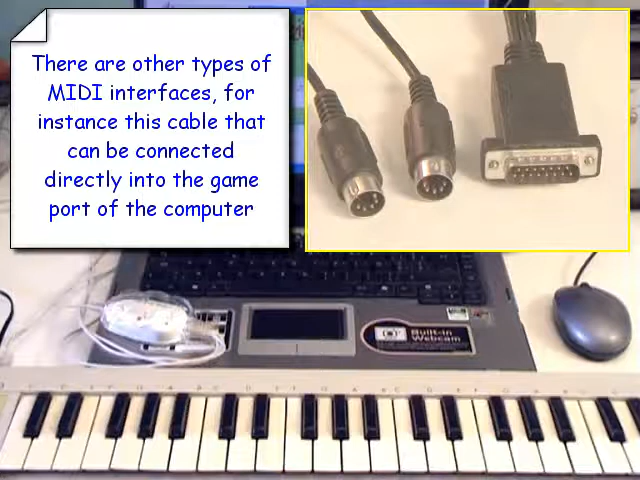 There are other types of
MIDI interfaces, for
instance this cable that
can be connected
directly into the game
port of the computer
Built-in
Webcam